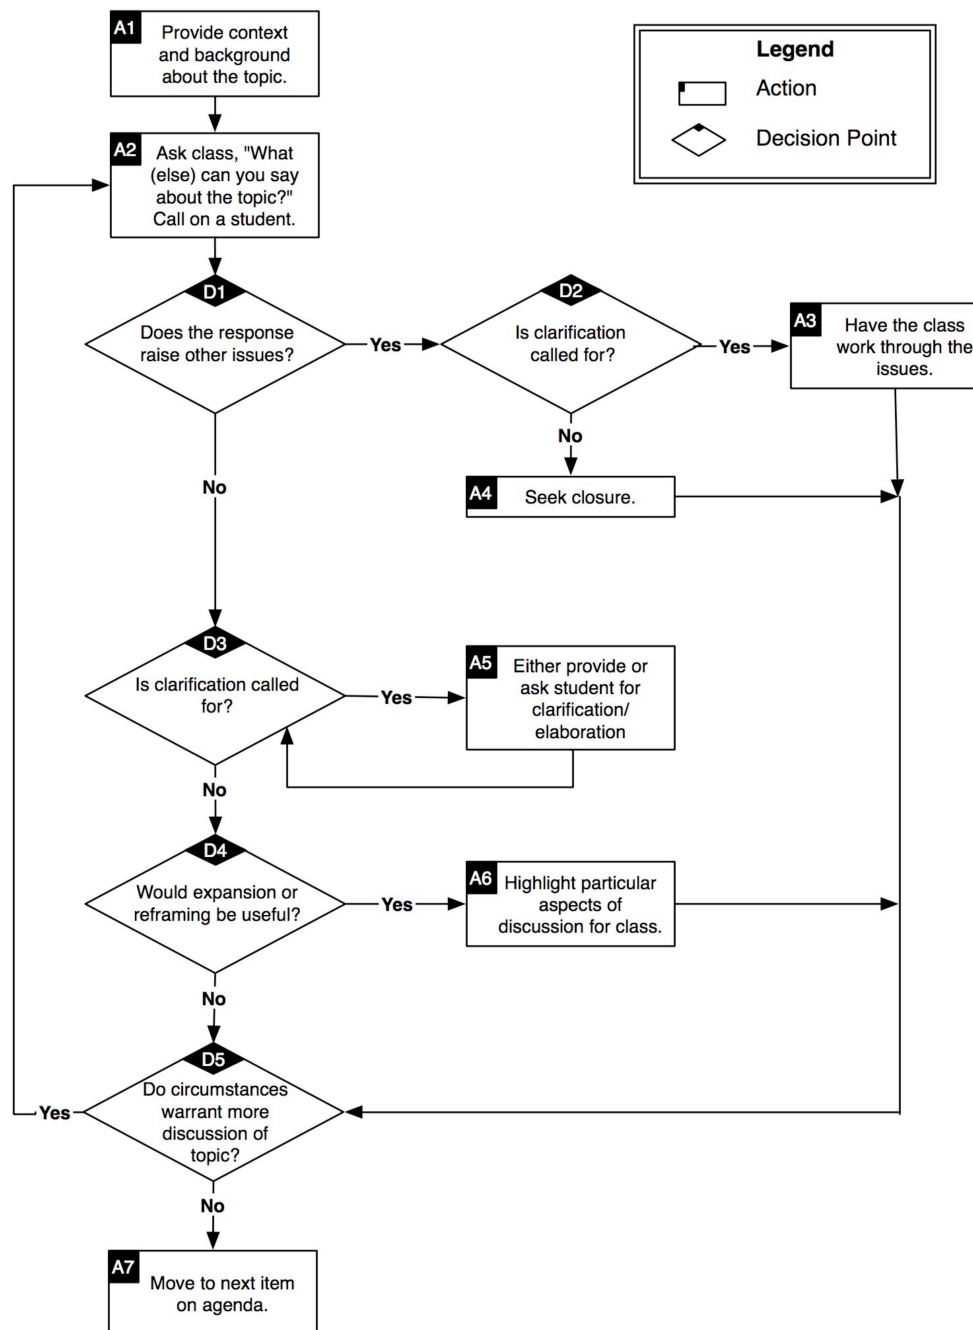 A1
Provide context
and background
about the topic.
Legend
Action
Decision Point
A2
Ask class, "What
(else) can you say
about the topic?"
Call on a student.
D1
Does the response
raise other issues?
Yes
D2
Is clarification
called for?
Yes
A3
Have the class
work through the
issues.
No
No
A4
Seek closure.
D3
Is clarification called
for?
Yes
A5
Either provide or
ask student for
clarification/
elaboration
No
D4
Would expansion or
reframing be useful?
Yes
A6
Highlight particular
aspects of
discussion for class.
No
D5
Do circumstances
warrant more
discussion of
topic?
Yes
No
A7
Move to next item
on agenda.